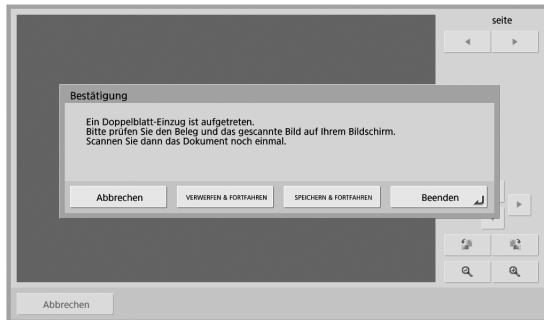 seite
Bestätigung
Ein Doppelblatt-Einzug ist aufgetreten.
Bitte prüfen Sie den Beleg und das gescannte Bild auf Ihrem Bildschirm.
Scannen Sie dann das Dokument noch einmal.
Abbrechen VERWERFEN & FORTFAHREN SPEICHERN & FORTFAHREN Beenden
Abbrechen